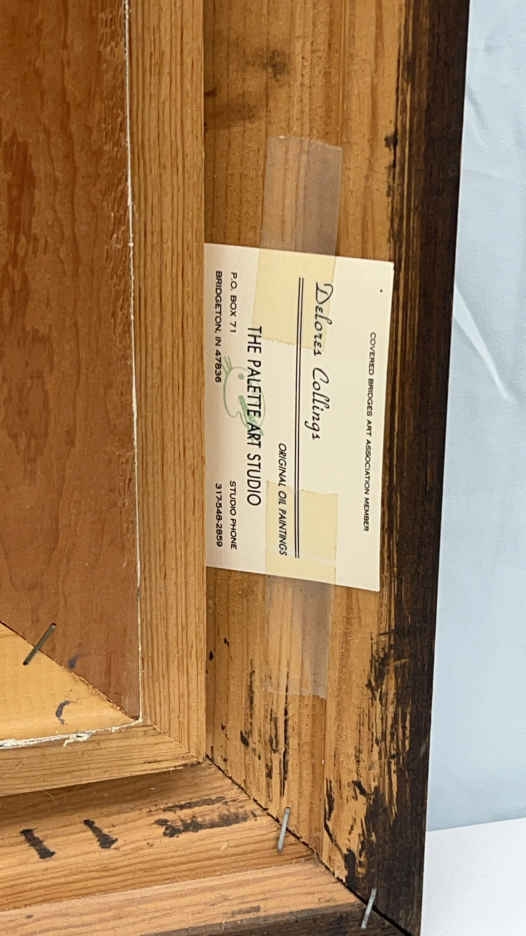 COVERED BRIDGES ART ASSOCIATION MEMBER
Delores Collings
ORIGINAL OIL PAINTINGS
THE PALETTE ART STUDIO
P.O. BOX 71
BRIDGETON, IN 47836
STUDIO PHONE
317-548-2859